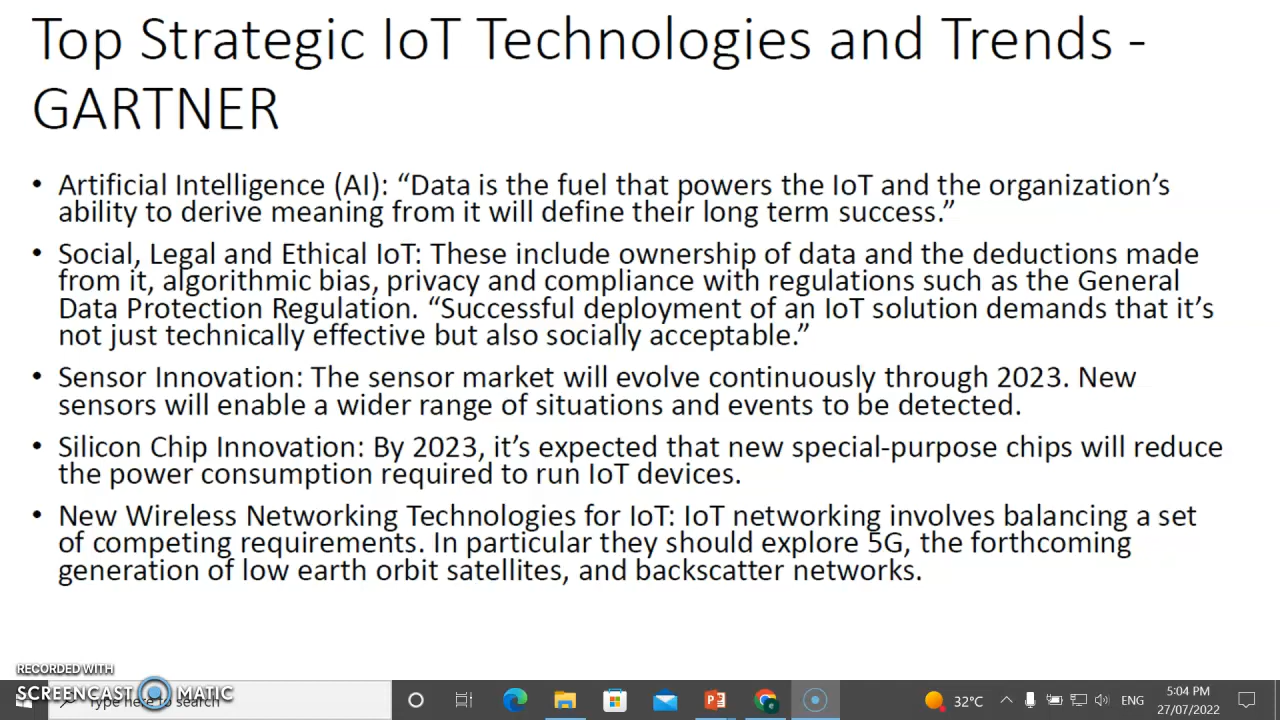 Top Strategic IoT Technologies and Trends -
GARTNER
• Artificial Intelligence (AI): “Data is the fuel that powers the IoT and the organization’s
ability to derive meaning from it will define their long term success.”
• Social, Legal and Ethical IoT: These include ownership of data and the deductions made
from it, algorithmic bias, privacy and compliance with regulations such as the General
Data Protection Regulation. “Successful deployment of an IoT solution demands that it’s
not just technically effective but also socially acceptable.”
• Sensor Innovation: The sensor market will evolve continuously through 2023. New
sensors will enable a wider range of situations and events to be detected.
• Silicon Chip Innovation: By 2023, it’s expected that new special-purpose chips will reduce
the power consumption required to run IoT devices.
• New Wireless Networking Technologies for IoT: IoT networking involves balancing a set
of competing requirements. In particular they should explore 5G, the forthcoming
generation of low earth orbit satellites, and backscatter networks.
RECORDED WITH
SCREENCAST MATIC
Type here to search
32°C
ENG
5:04 PM
27/07/2022